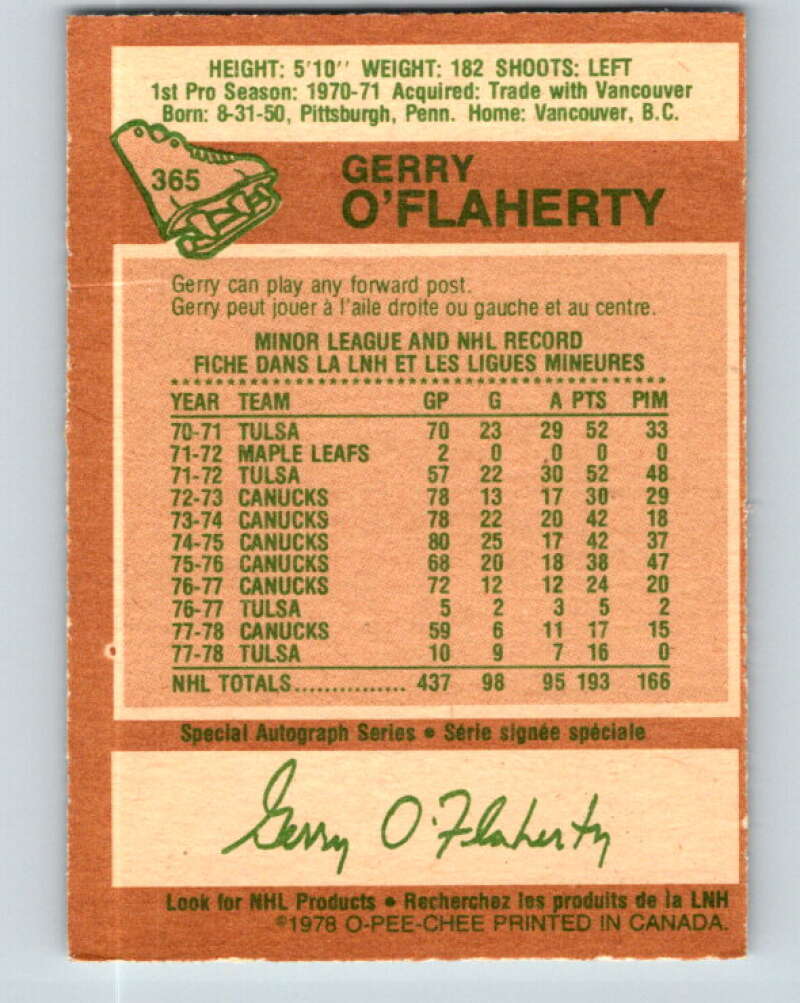 HEIGHT: 5'10'' WEIGHT: 182 SHOOTS: LEFT
1st Pro Season: 1970-71 Acquired: Trade with Vancouver
Born: 8-31-50, Pittsburgh, Penn. Home: Vancouver, B.C.
365
GERRY
O'FLAHERTY
Gerry can play any forward post.
Gerry peut jouer à l'aile droite ou gauche et au centre.
MINOR LEAGUE AND NHL RECORD
FICHE DANS LA LNH ET LES LIGUES MINEURES
YEAR TEAM GP G A PTS PIM
70-71 TULSA 70 23 29 52 33
71-72 MAPLE LEAFS 2 0 0 0 0
71-72 TULSA 57 22 30 52 48
72-73 CANUCKS 78 13 17 30 29
73-74 CANUCKS 78 22 20 42 18
74-75 CANUCKS 80 25 17 42 37
75-76 CANUCKS 68 20 18 38 47
76-77 CANUCKS 72 12 12 24 20
76-77 TULSA 5 2 3 5 2
77-78 CANUCKS 59 6 11 17 15
77-78 TULSA 10 9 7 16 0
NHL TOTALS............... 437 98 95 193 166
Special Autograph Series • Série signée spéciale
Gerry O'Flaherty
Look for NHL Products • Recherchez les produits de la LNH
©1978 O-PEE-CHEE PRINTED IN CANADA.